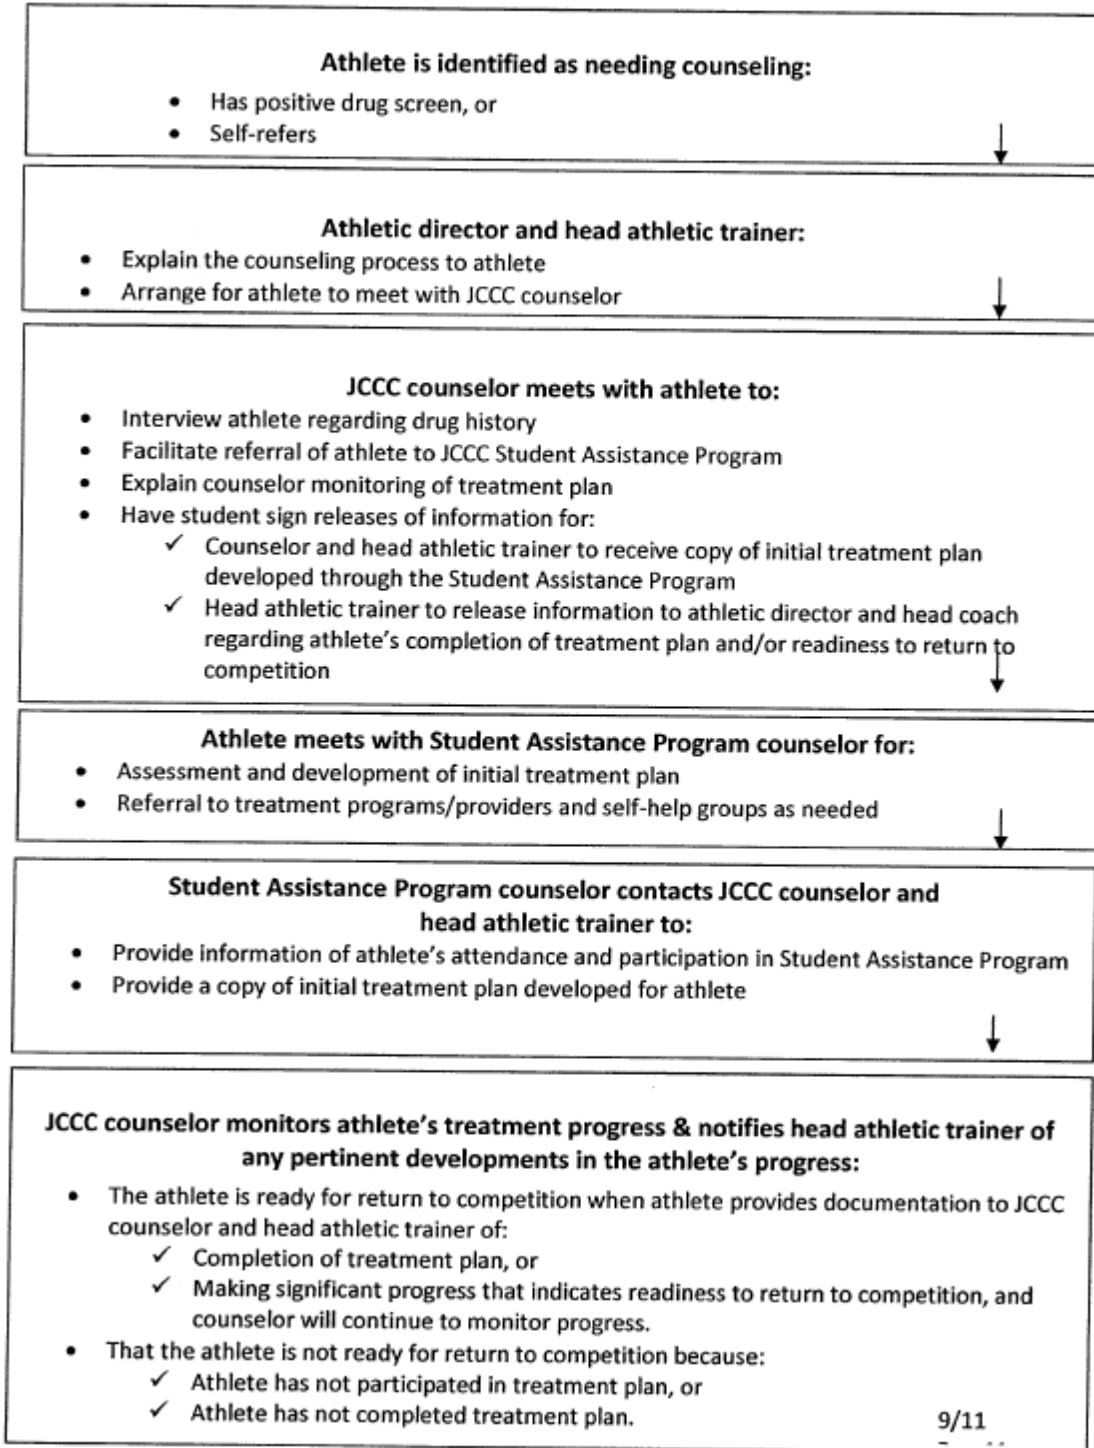 Athlete is identified as needing counseling:
• Has positive drug screen, or
• Self-refers
Athletic director and head athletic trainer:
• Explain the counseling process to athlete
• Arrange for athlete to meet with JCCC counselor
JCCC counselor meets with athlete to:
• Interview athlete regarding drug history
• Facilitate referral of athlete to JCCC Student Assistance Program
• Explain counselor monitoring of treatment plan
• Have student sign releases of information for:
✓ Counselor and head athletic trainer to receive copy of initial treatment plan
developed through the Student Assistance Program
✓ Head athletic trainer to release information to athletic director and head coach
regarding athlete's completion of treatment plan and/or readiness to return to
competition
Athlete meets with Student Assistance Program counselor for:
• Assessment and development of initial treatment plan
• Referral to treatment programs/providers and self-help groups as needed
Student Assistance Program counselor contacts JCCC counselor and
head athletic trainer to:
• Provide information of athlete's attendance and participation in Student Assistance Program
• Provide a copy of initial treatment plan developed for athlete
JCCC counselor monitors athlete's treatment progress & notifies head athletic trainer of
any pertinent developments in the athlete's progress:
• The athlete is ready for return to competition when athlete provides documentation to JCCC
counselor and head athletic trainer of:
✓ Completion of treatment plan, or
✓ Making significant progress that indicates readiness to return to competition, and
counselor will continue to monitor progress.
• That the athlete is not ready for return to competition because:
✓ Athlete has not participated in treatment plan, or
✓ Athlete has not completed treatment plan.
9/11